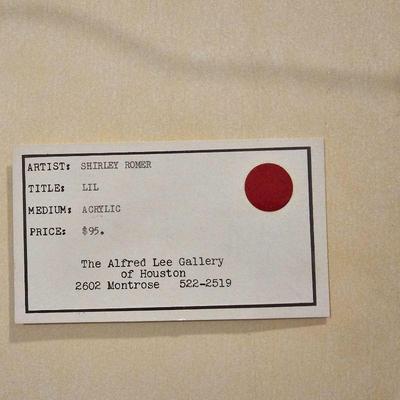 ARTIST: SHIRLEY ROMER
TITLE: LIL
MEDIUM: ACRYLIC
PRICE: $95.
The Alfred Lee Gallery
of Houston
2602 Montrose 522-2519